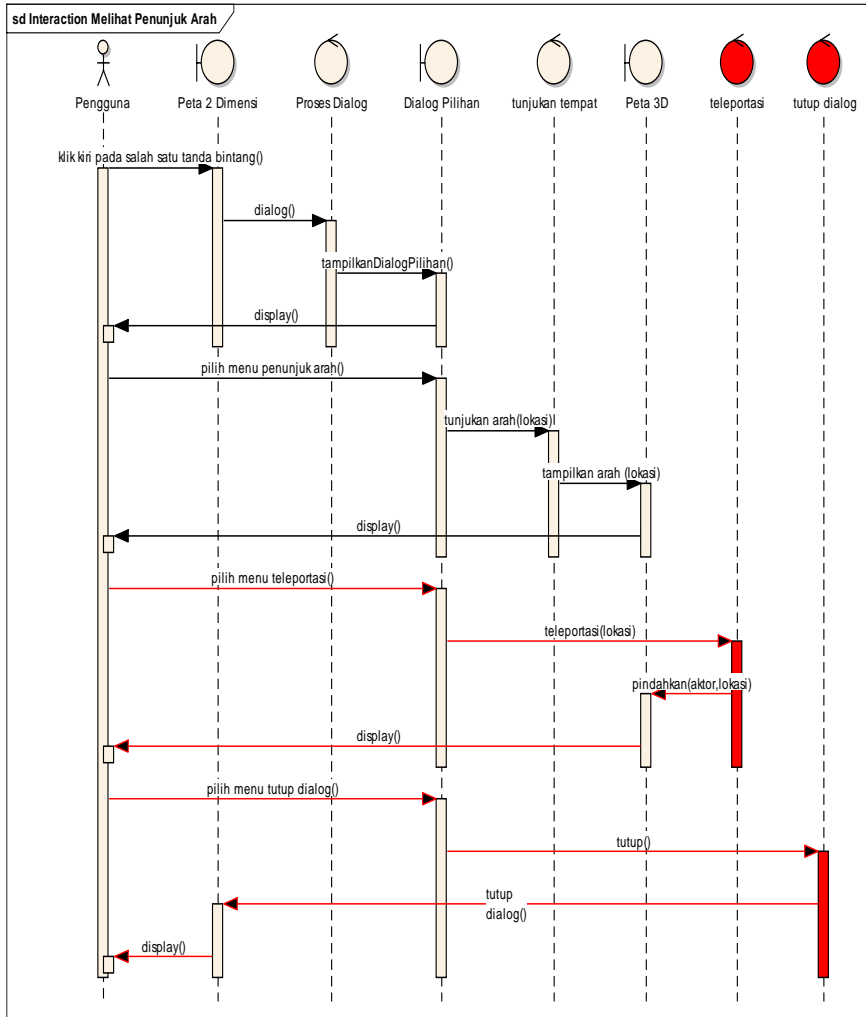 sd Interaction Melihat Penunjuk Arah
Pengguna
Peta 2 Dimensi
Proses Dialog
Dialog Pilihan
tunjukan tempat
Peta 3D
teleportasi
tutup dialog
klik kiri pada salah satu tanda bintang()
dialog()
tampilkanDialogPilihan()
display()
pilih menu penunjuk arah()
tunjukan arah(lokasi)
tampilkan arah (lokasi)
display()
pilih menu teleportasi()
teleportasi(lokasi)
pindahkan(aktor,lokasi)
display()
pilih menu tutup dialog()
tutup()
tutup
dialog()
display()